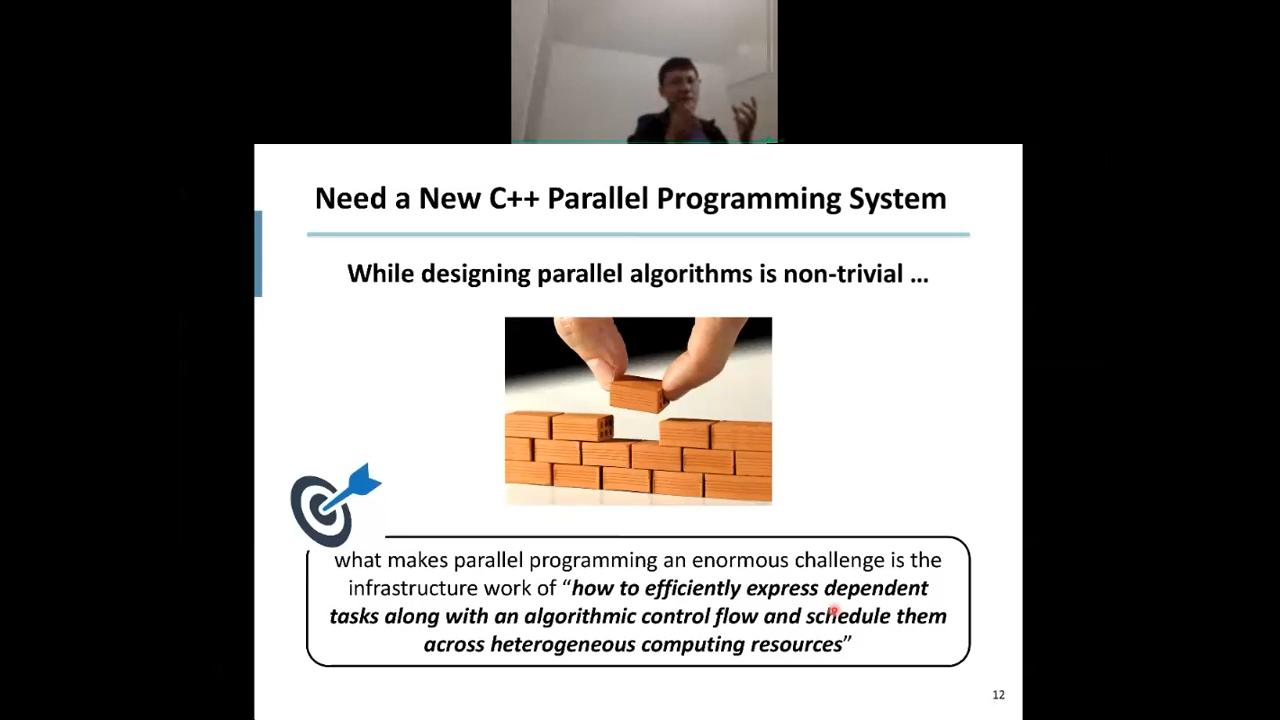 Need a New C++ Parallel Programming System
While designing parallel algorithms is non-trivial …
what makes parallel programming an enormous challenge is the
infrastructure work of “how to efficiently express dependent
tasks along with an algorithmic control flow and schedule them
across heterogeneous computing resources”
12